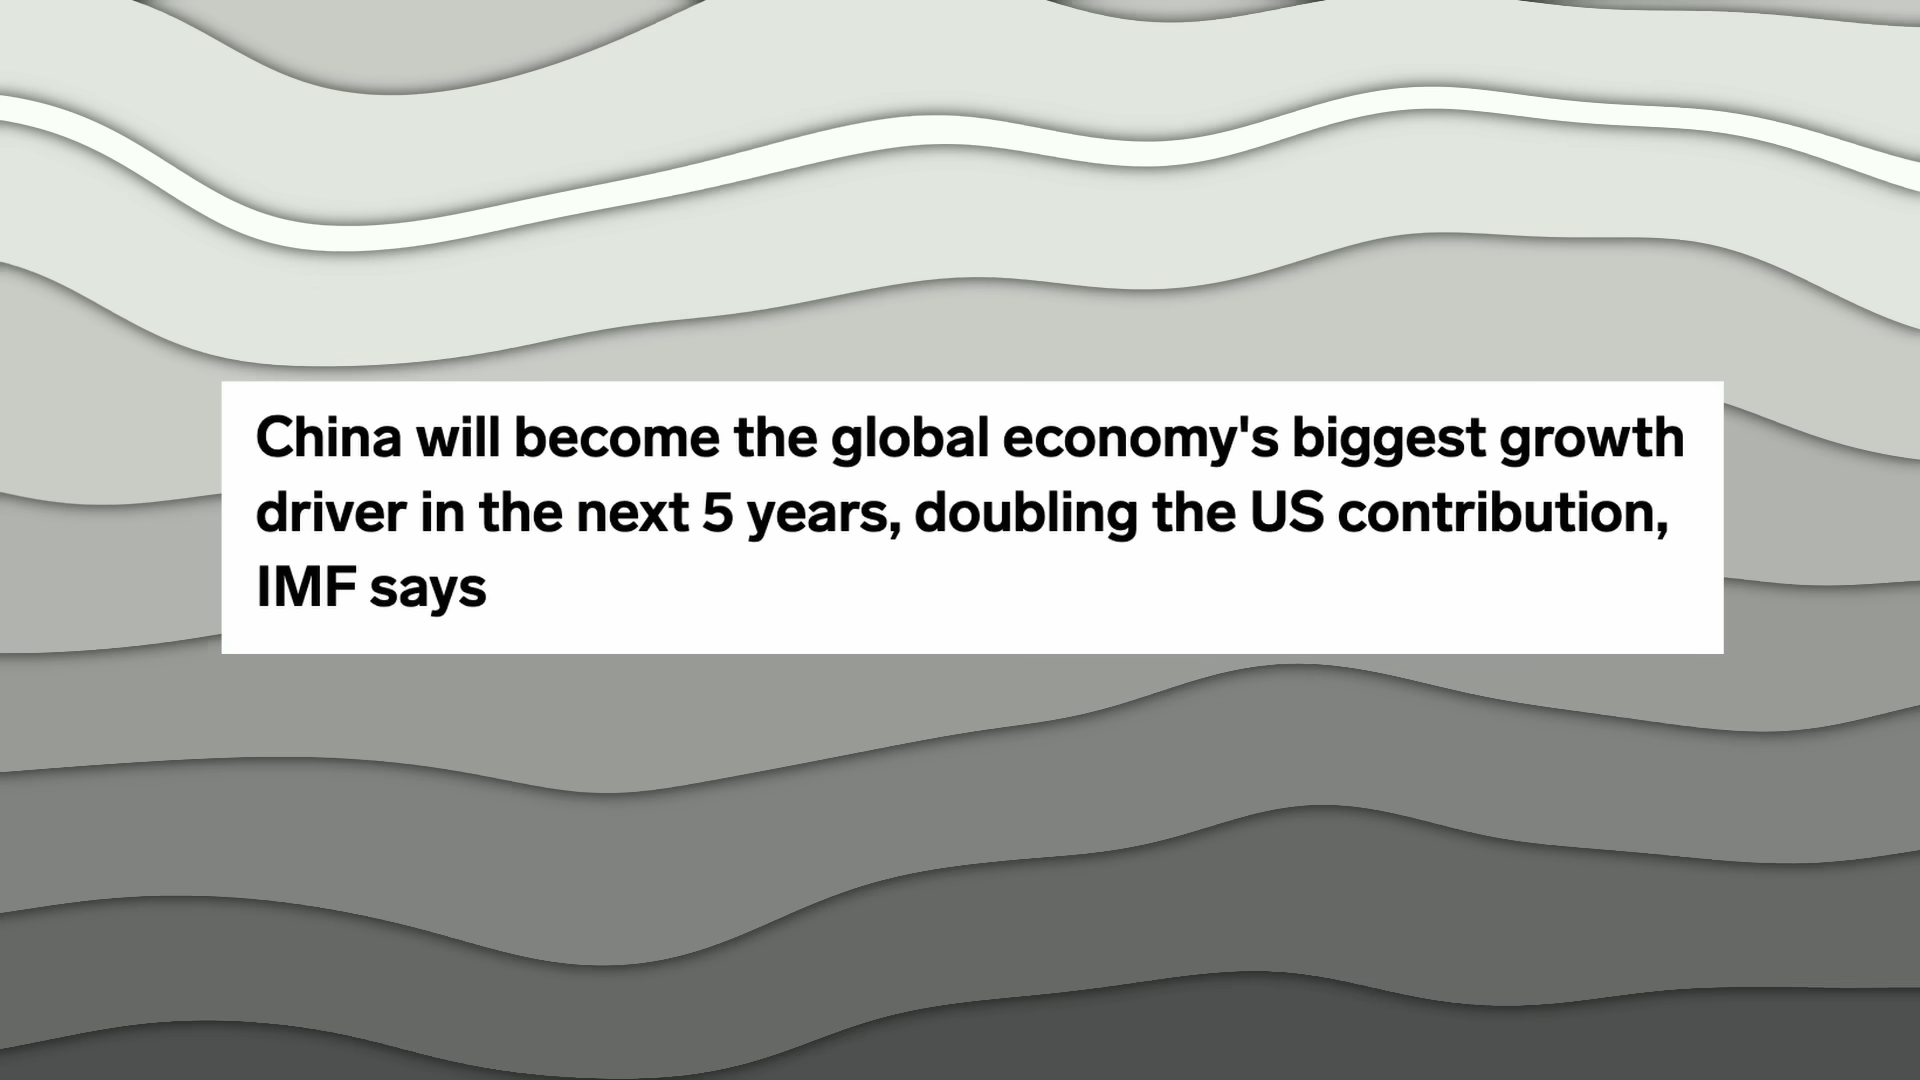 China will become the global economy's biggest growth
driver in the next 5 years, doubling the US contribution,
IMF says